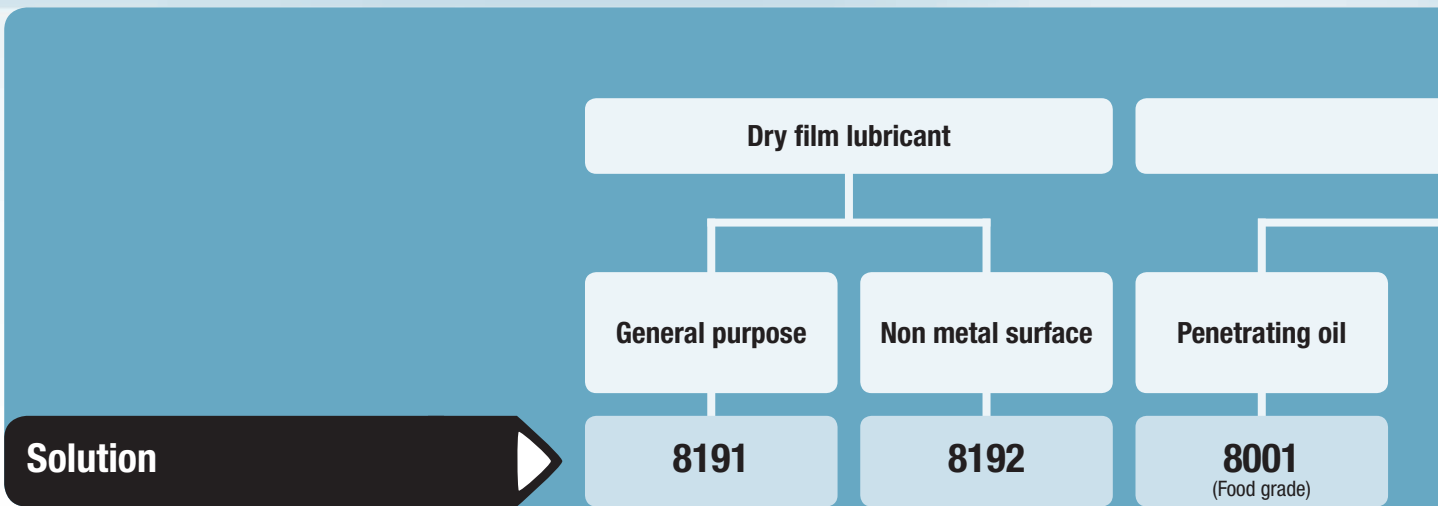 Dry film lubricant
General purpose
Non metal surface
Penetrating oil
Solution
8191
8192
8001
(Food grade)